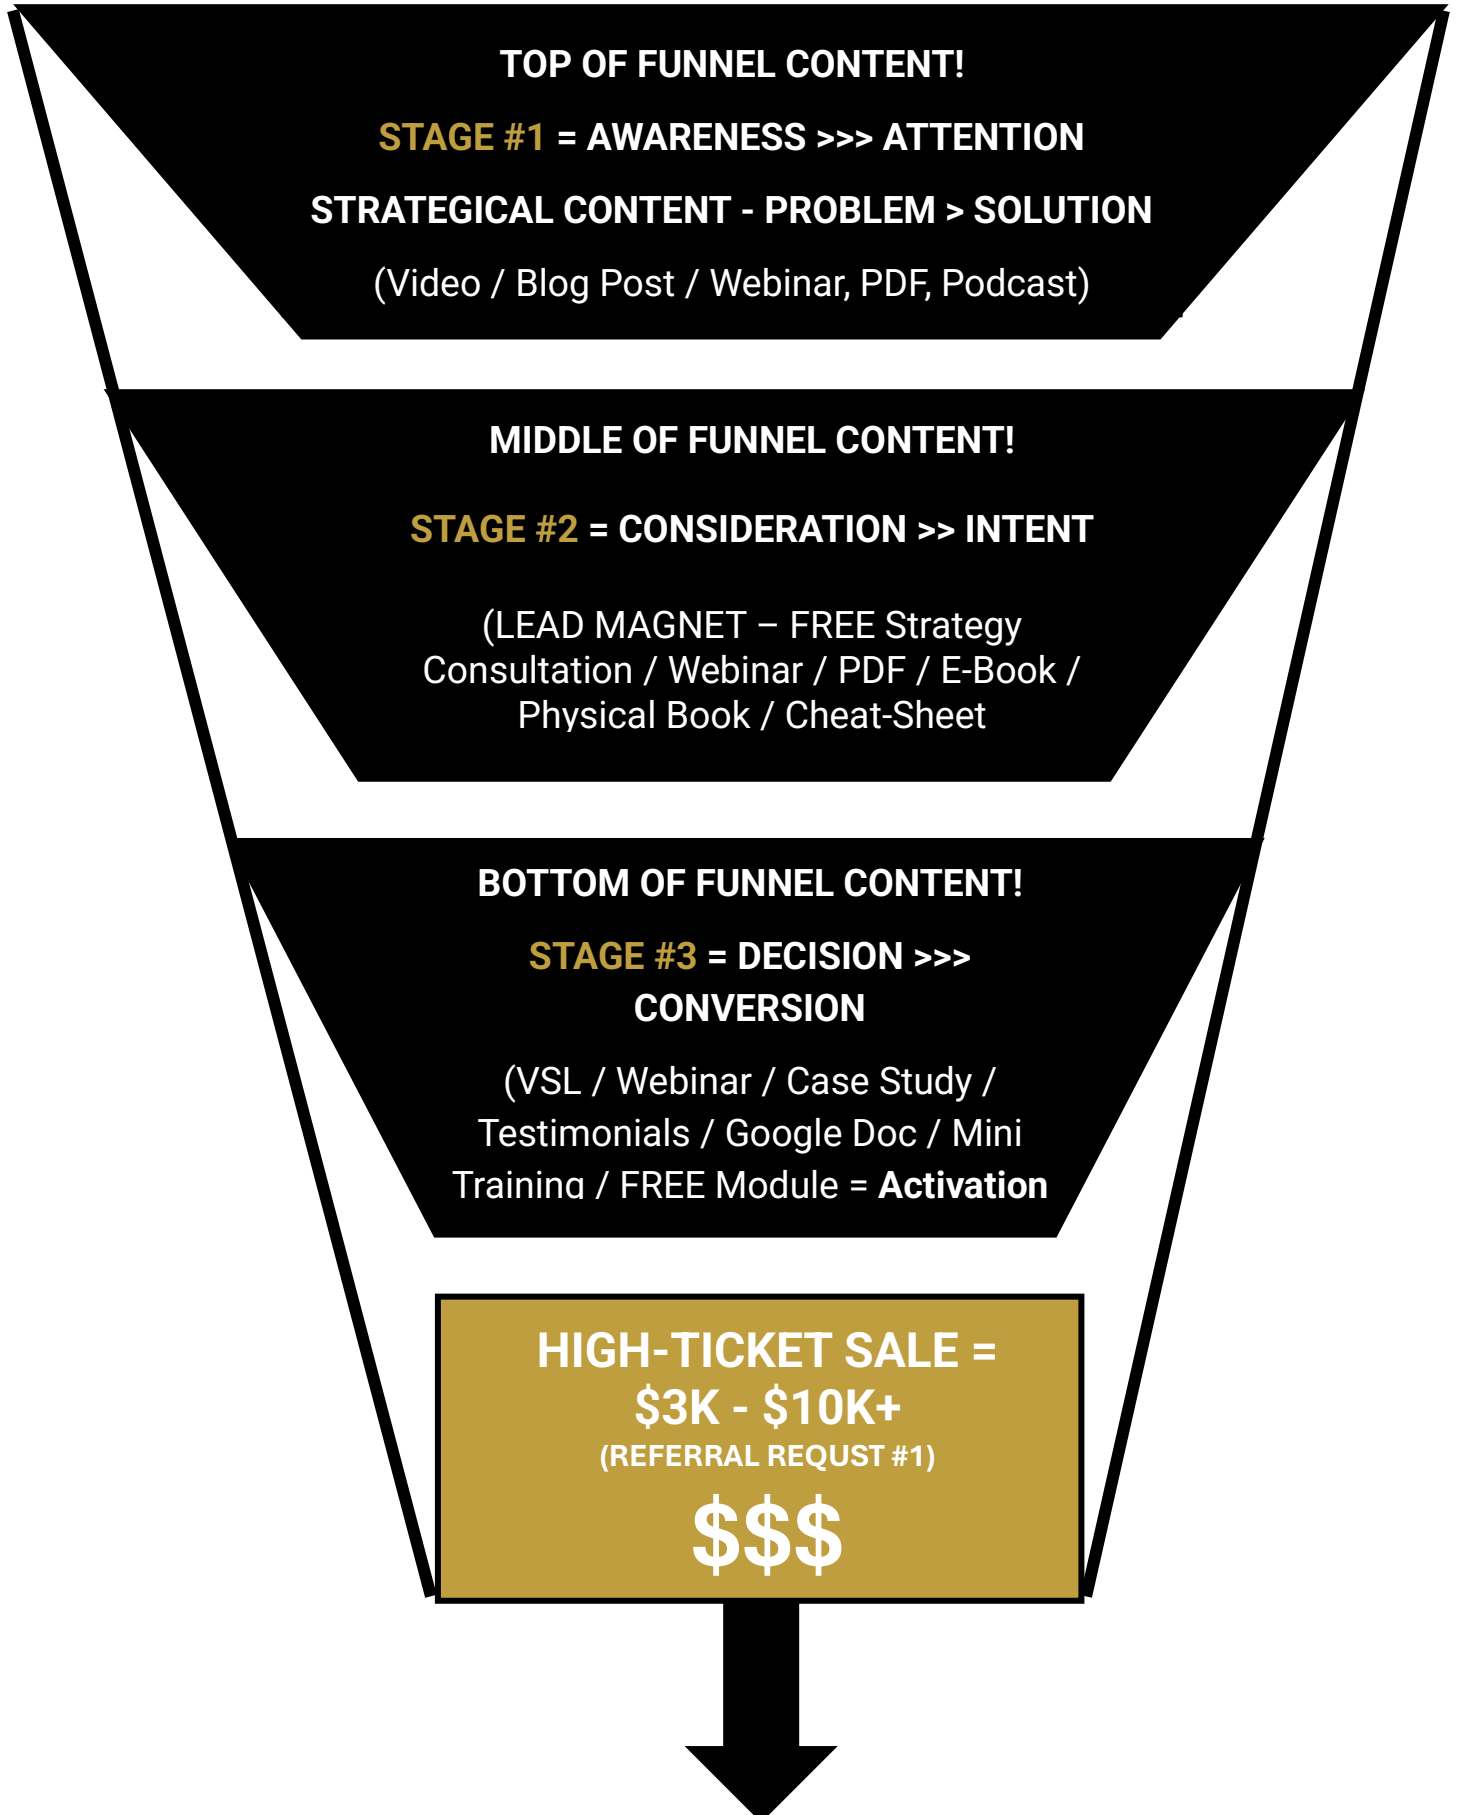 TOP OF FUNNEL CONTENT!
STAGE #1 = AWARENESS >>> ATTENTION
STRATEGICAL CONTENT - PROBLEM > SOLUTION
(Video / Blog Post / Webinar, PDF, Podcast)
MIDDLE OF FUNNEL CONTENT!
STAGE #2 = CONSIDERATION >> INTENT
(LEAD MAGNET – FREE Strategy
Consultation / Webinar / PDF / E-Book /
Physical Book / Cheat-Sheet
BOTTOM OF FUNNEL CONTENT!
STAGE #3 = DECISION >>>
CONVERSION
(VSL / Webinar / Case Study /
Testimonials / Google Doc / Mini
Training / FREE Module = Activation
HIGH-TICKET SALE =
$3K - $10K+
(REFERRAL REQUST #1)
$$$